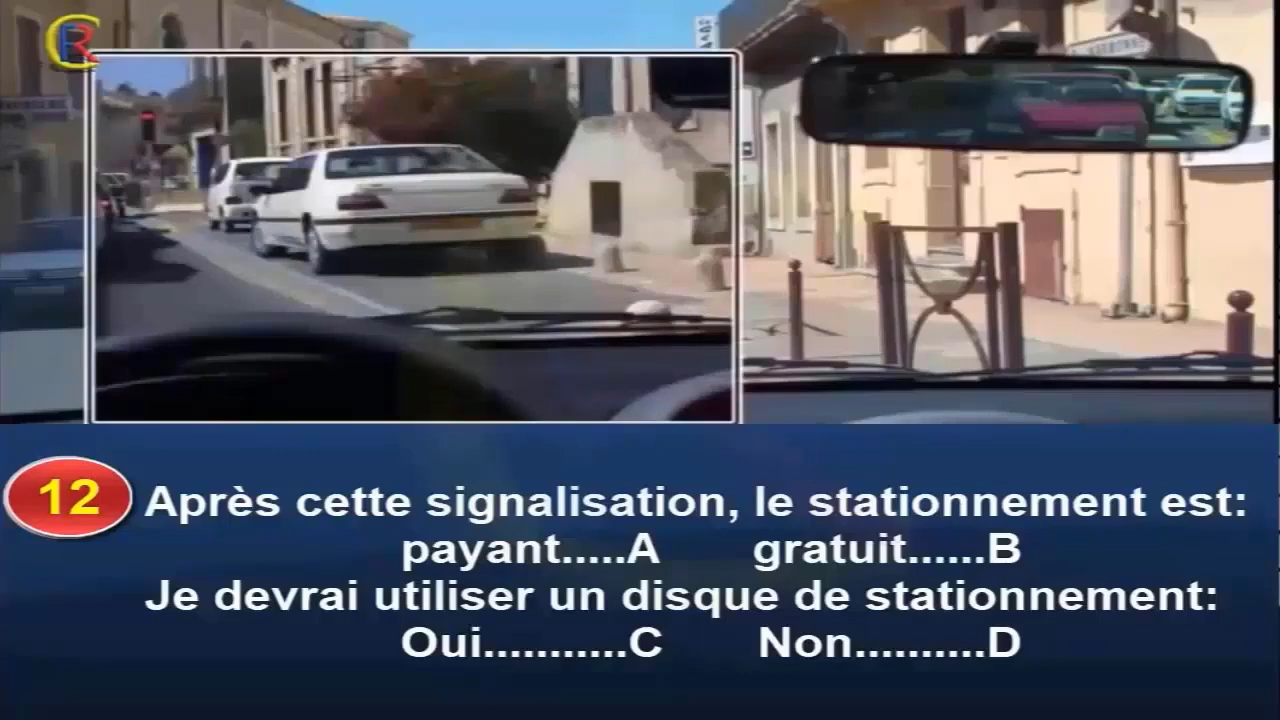 12
Après cette signalisation, le stationnement est:
payant.....A gratuit......B
Je devrai utiliser un disque de stationnement:
Oui...........C Non..........D